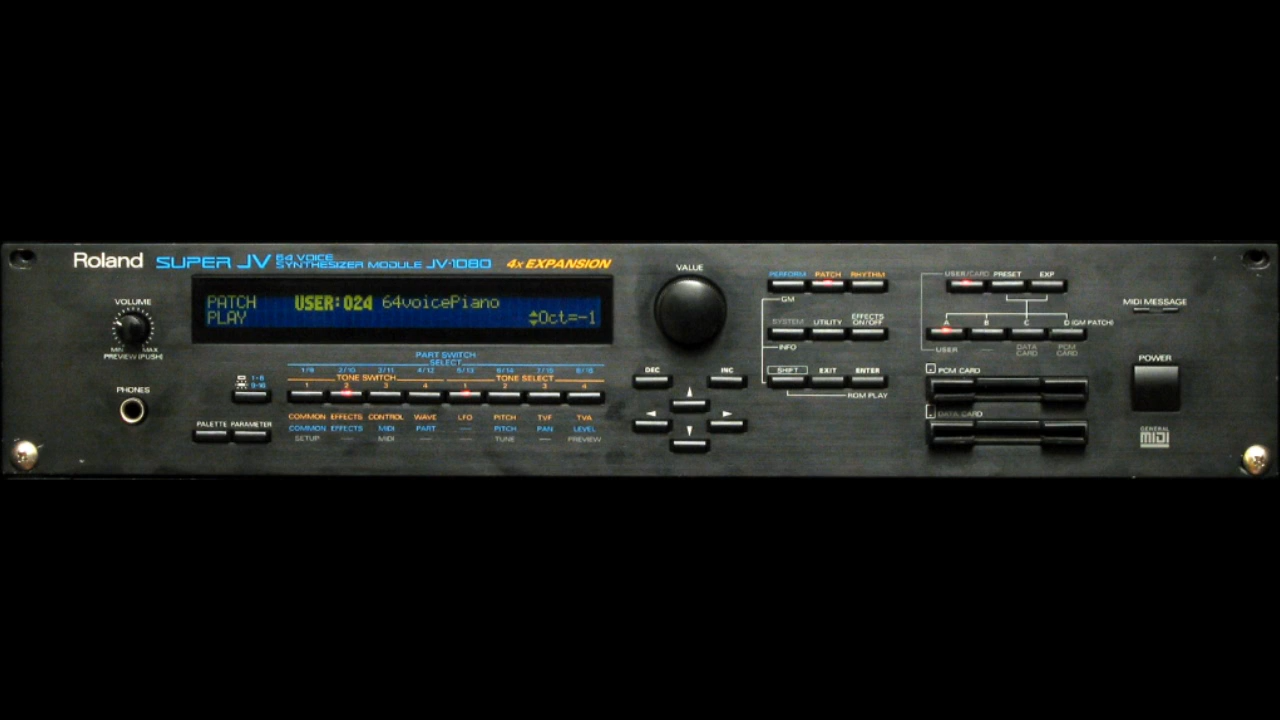 Roland SUPER JV 64 VOICE SYNTHESIZER MODULE JV-1080 4x EXPANSION
VOLUME
MIN MAX
PREVIEW (PUSH)
PHONES
PATCH USER:024 64voicePiano
PLAY Oct=-1
PART SWITCH
SELECT
1/9 2/10 3/11 4/12 5/13 6/14 7/15 8/16
TONE SWITCH TONE SELECT
1 2 3 4 1 2 3 4
1-8
9-16
PALETTE PARAMETER
COMMON EFFECTS CONTROL WAVE LFO PITCH TVF TVA
COMMON EFFECTS MIDI PART — PITCH PAN LEVEL
SETUP — MIDI — — TUNE — PREVIEW
VALUE
DEC INC
PERFORM PATCH RHYTHM
GM
SYSTEM UTILITY EFFECTS ON/OFF
INFO
SHIFT EXIT ENTER
ROM PLAY
USER/CARD PRESET EXP
A B C D (GM PATCH)
USER — DATA CARD PCM CARD
PCM CARD
DATA CARD
MIDI MESSAGE
POWER
GENERAL
MIDI